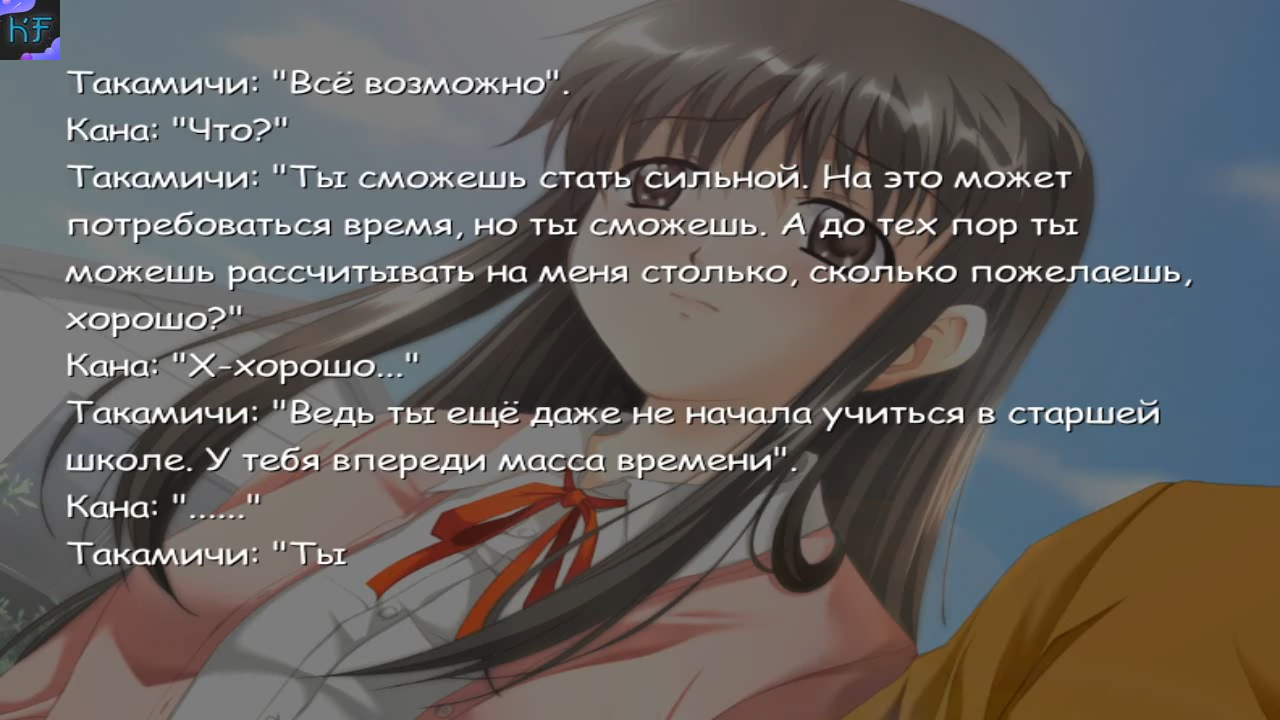 KF
Такамичи: "Всё возможно".
Кана: "Что?"
Такамичи: "Ты сможешь стать сильной. На это может
потребоваться время, но ты сможешь. А до тех пор ты
можешь рассчитывать на меня столько, сколько пожелаешь,
хорошо?"
Кана: "Х-хорошо..."
Такамичи: "Ведь ты ещё даже не начала учиться в старшей
школе. У тебя впереди масса времени".
Кана: "......"
Такамичи: "Ты